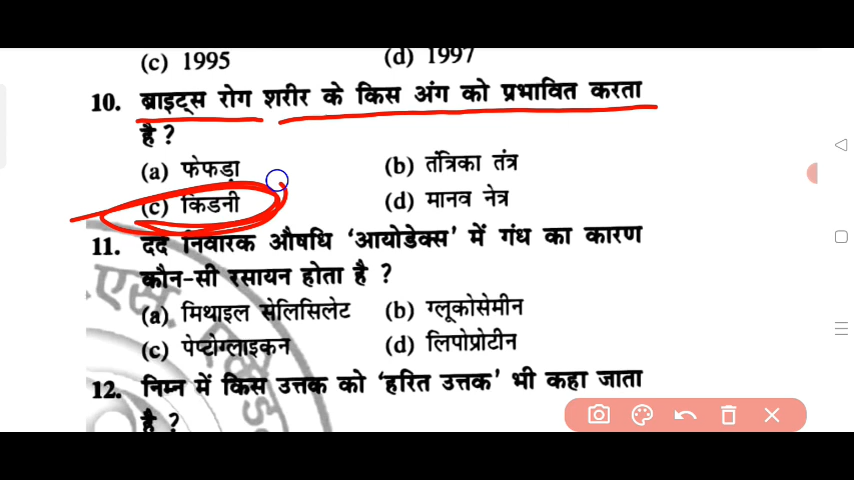 (c) 1995 (d) 1997
10. ब्राइट्स रोग शरीर के किस अंग को प्रभावित करता
है ?
(a) फेफड़ा (b) तंत्रिका तंत्र
(c) किडनी (d) मानव नेत्र
11. दर्द निवारक औषधि ‘आयोडेक्स’ में गंध का कारण
कौन-सी रसायन होता है ?
(a) मिथाइल सेलिसिलेट (b) ग्लूकोसेमीन
(c) पेप्टोग्लाइकन (d) लिपोप्रोटीन
12. निम्न में किस उत्तक को ‘हरित उत्तक’ भी कहा जाता
है ?